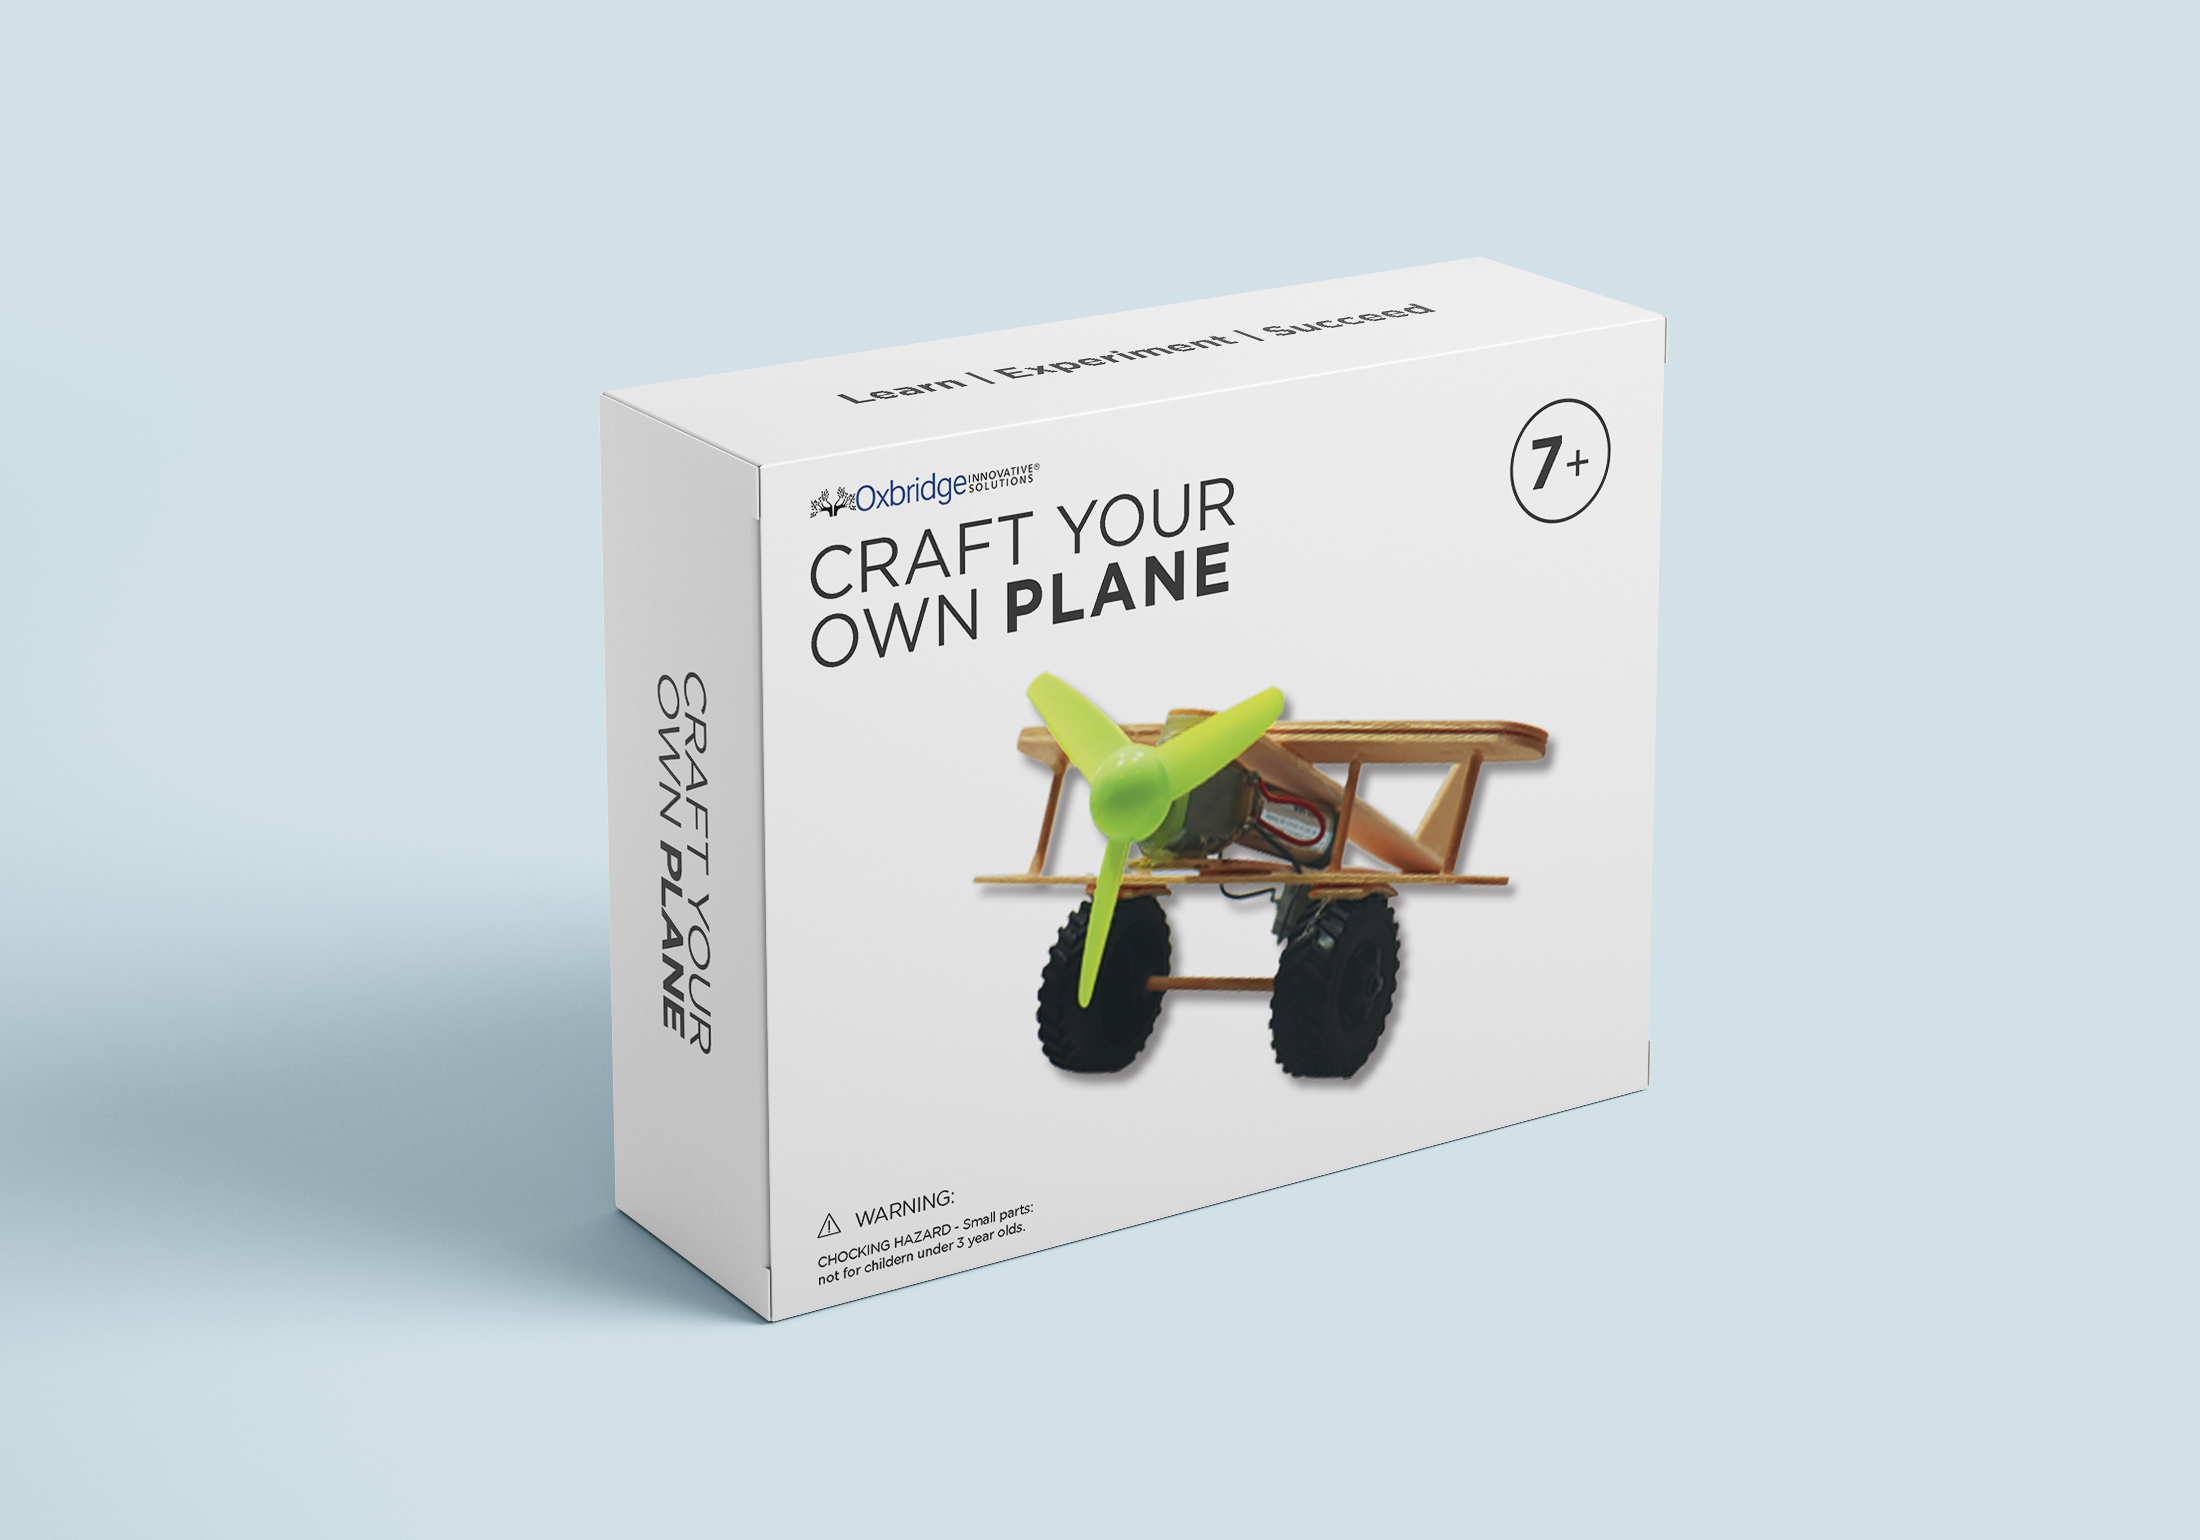 Learn | Experiment | Succeed
Oxbridge INNOVATIVE® SOLUTIONS
7+
CRAFT YOUR
OWN PLANE
CRAFT YOUR
OWN PLANE
WARNING:
CHOCKING HAZARD - Small parts:
not for childern under 3 year olds.